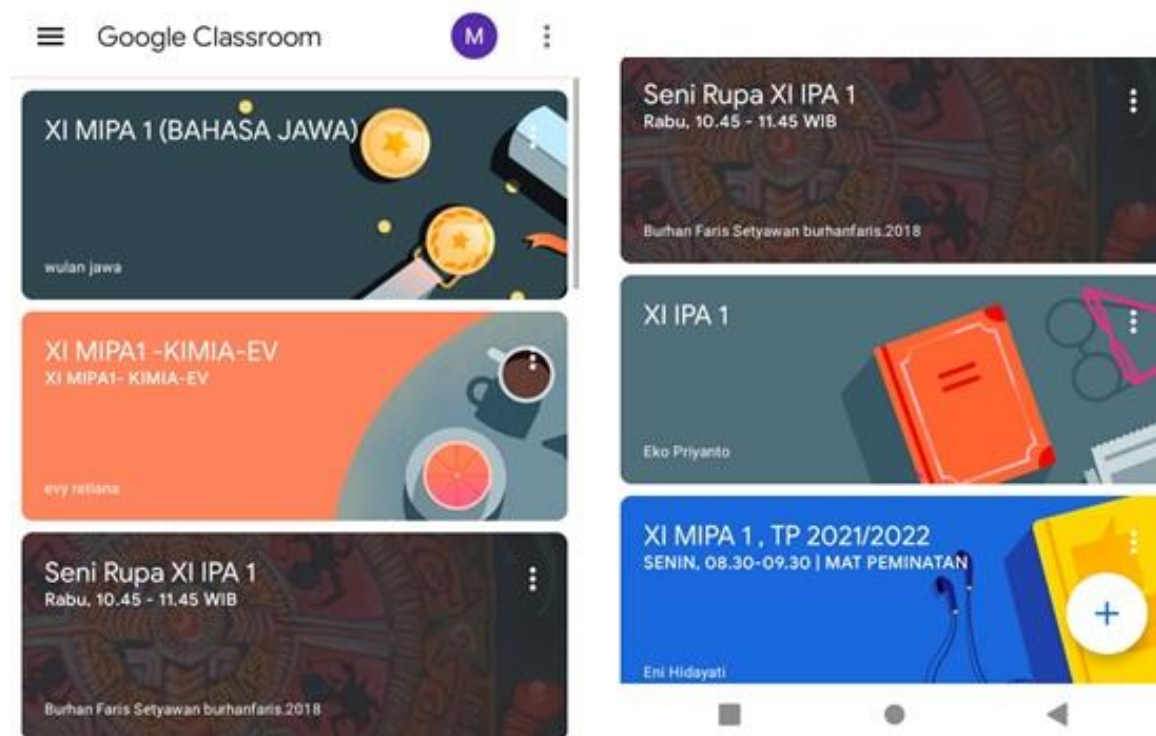 Google Classroom
M
XI MIPA 1 (BAHASA JAWA)
wulan jawa
XI MIPA1 -KIMIA-EV
XI MIPA1- KIMIA-EV
evy ratiana
Seni Rupa XI IPA 1
Rabu, 10.45 - 11.45 WIB
Burhan Faris Setyawan burhanfaris.2018
Seni Rupa XI IPA 1
Rabu, 10.45 - 11.45 WIB
Burhan Faris Setyawan burhanfaris.2018
XI IPA 1
Eko Priyanto
XI MIPA 1 , TP 2021/2022
SENIN, 08.30-09.30 | MAT PEMINATAN
Eni Hidayati